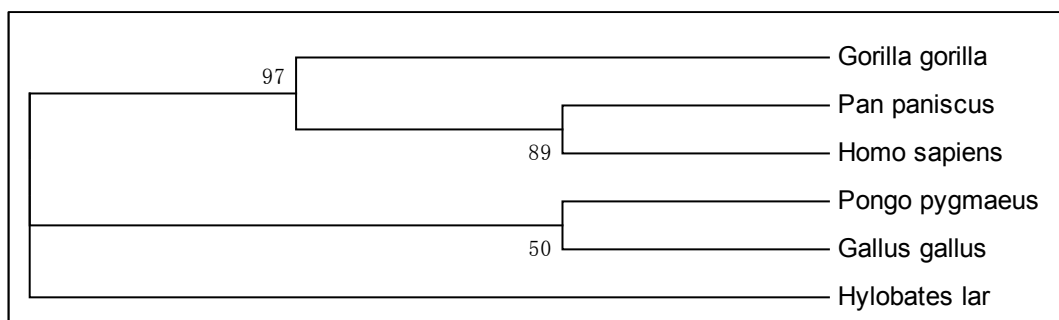 Gorilla gorilla
97
Pan paniscus
89
Homo sapiens
Pongo pygmaeus
50
Gallus gallus
Hylobates lar